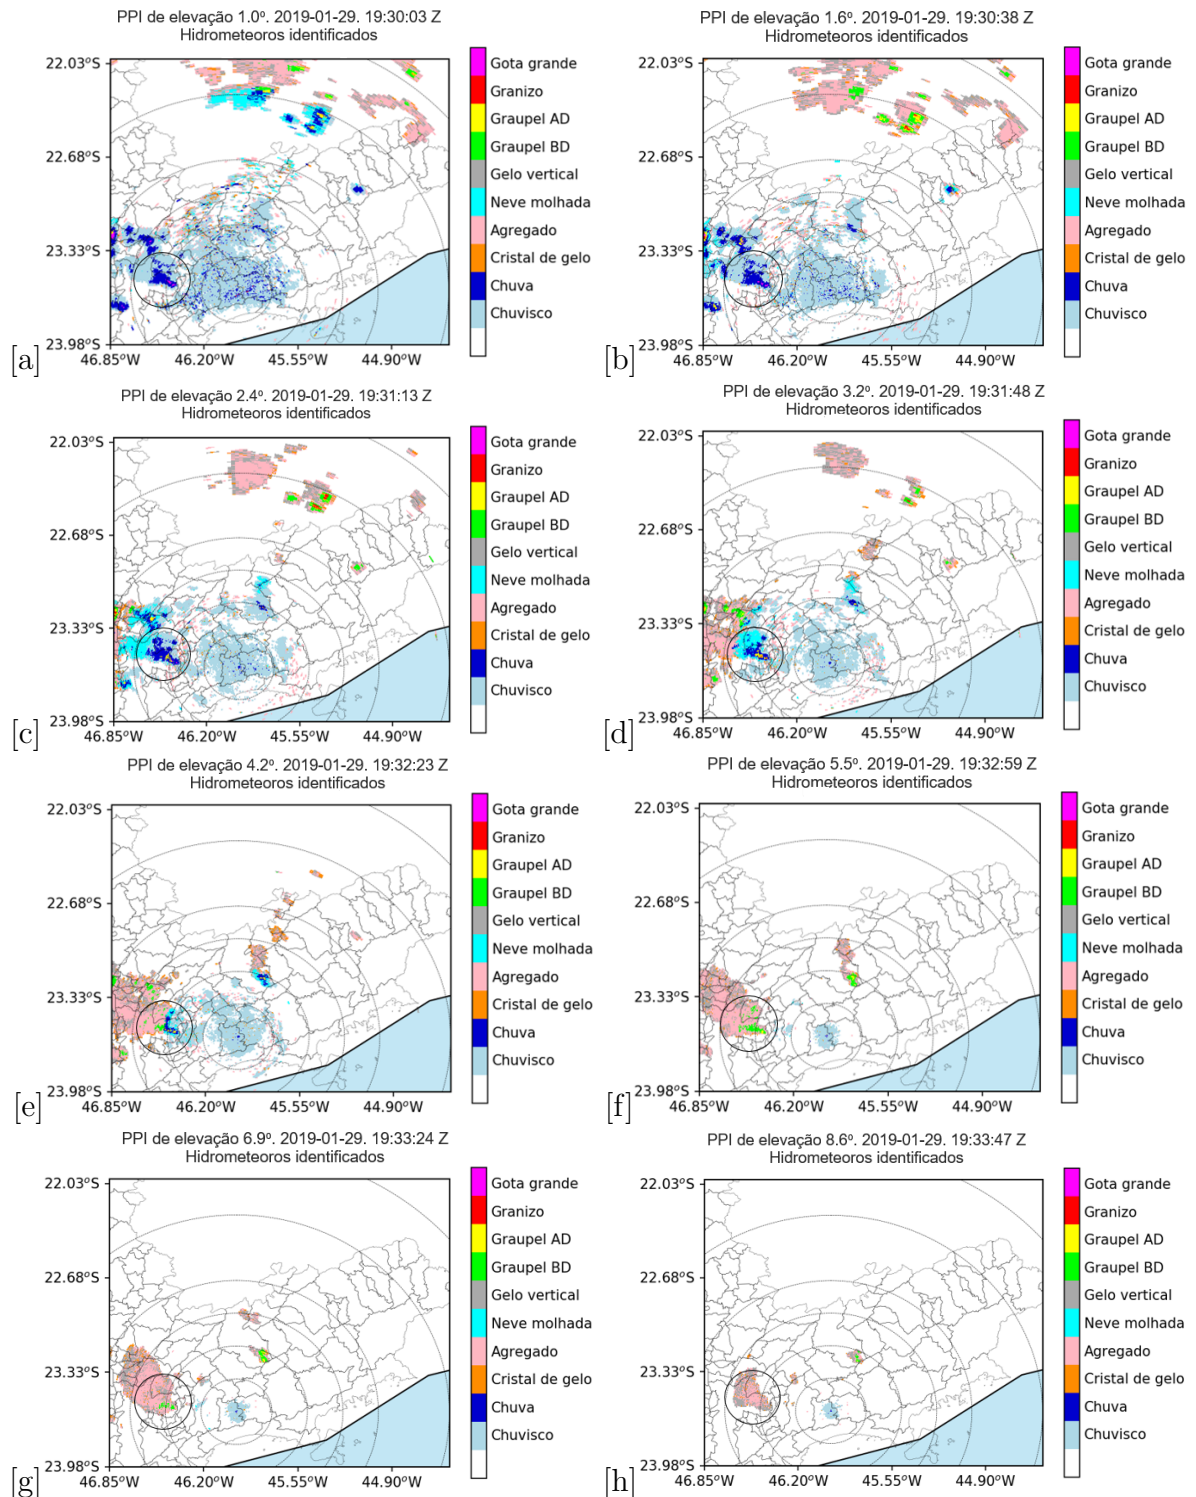 PPI de elevação 1.0º. 2019-01-29. 19:30:03 Z
Hidrometeoros identificados
22.03°S
22.68°S
23.33°S
23.98°S
46.85°W 46.20°W 45.55°W 44.90°W
Gota grande
Granizo
Graupel AD
Graupel BD
Gelo vertical
Neve molhada
Agregado
Cristal de gelo
Chuva
Chuvisco
[a]
PPI de elevação 1.6º. 2019-01-29. 19:30:38 Z
Hidrometeoros identificados
22.03°S
22.68°S
23.33°S
23.98°S
46.85°W 46.20°W 45.55°W 44.90°W
Gota grande
Granizo
Graupel AD
Graupel BD
Gelo vertical
Neve molhada
Agregado
Cristal de gelo
Chuva
Chuvisco
[b]
PPI de elevação 2.4º. 2019-01-29. 19:31:13 Z
Hidrometeoros identificados
22.03°S
22.68°S
23.33°S
23.98°S
46.85°W 46.20°W 45.55°W 44.90°W
Gota grande
Granizo
Graupel AD
Graupel BD
Gelo vertical
Neve molhada
Agregado
Cristal de gelo
Chuva
Chuvisco
[c]
PPI de elevação 3.2º. 2019-01-29. 19:31:48 Z
Hidrometeoros identificados
22.03°S
22.68°S
23.33°S
23.98°S
46.85°W 46.20°W 45.55°W 44.90°W
Gota grande
Granizo
Graupel AD
Graupel BD
Gelo vertical
Neve molhada
Agregado
Cristal de gelo
Chuva
Chuvisco
[d]
PPI de elevação 4.2º. 2019-01-29. 19:32:23 Z
Hidrometeoros identificados
22.03°S
22.68°S
23.33°S
23.98°S
46.85°W 46.20°W 45.55°W 44.90°W
Gota grande
Granizo
Graupel AD
Graupel BD
Gelo vertical
Neve molhada
Agregado
Cristal de gelo
Chuva
Chuvisco
[e]
PPI de elevação 5.5º. 2019-01-29. 19:32:59 Z
Hidrometeoros identificados
22.03°S
22.68°S
23.33°S
23.98°S
46.85°W 46.20°W 45.55°W 44.90°W
Gota grande
Granizo
Graupel AD
Graupel BD
Gelo vertical
Neve molhada
Agregado
Cristal de gelo
Chuva
Chuvisco
[f]
PPI de elevação 6.9º. 2019-01-29. 19:33:24 Z
Hidrometeoros identificados
22.03°S
22.68°S
23.33°S
23.98°S
46.85°W 46.20°W 45.55°W 44.90°W
Gota grande
Granizo
Graupel AD
Graupel BD
Gelo vertical
Neve molhada
Agregado
Cristal de gelo
Chuva
Chuvisco
[g]
PPI de elevação 8.6º. 2019-01-29. 19:33:47 Z
Hidrometeoros identificados
22.03°S
22.68°S
23.33°S
23.98°S
46.85°W 46.20°W 45.55°W 44.90°W
Gota grande
Granizo
Graupel AD
Graupel BD
Gelo vertical
Neve molhada
Agregado
Cristal de gelo
Chuva
Chuvisco
[h]